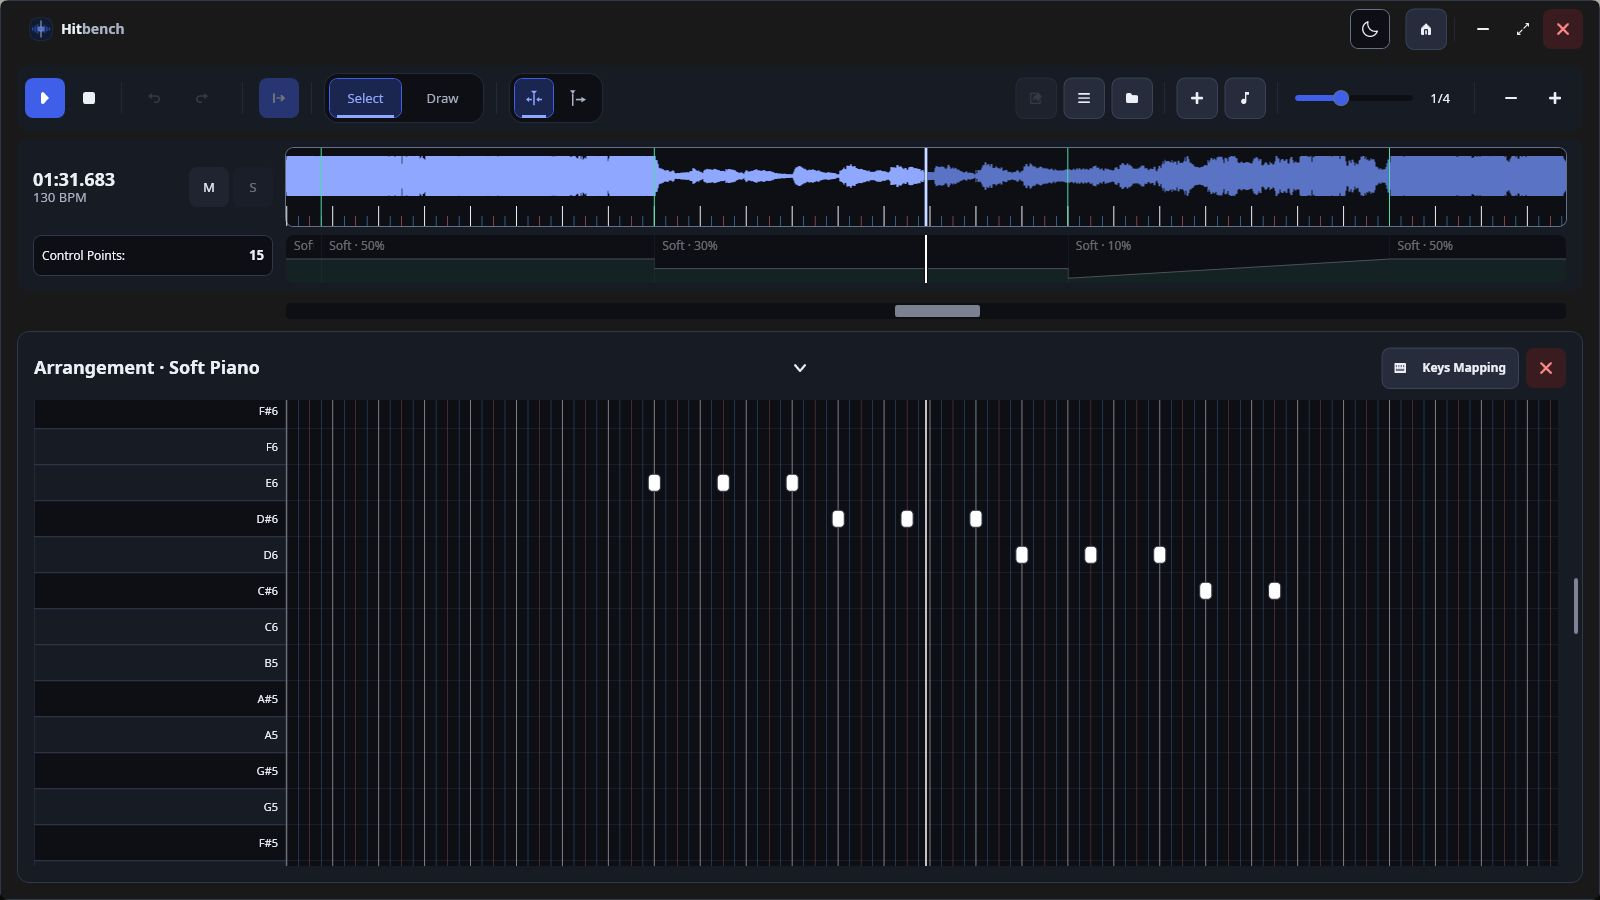 Hitbench
Select
Draw
1/4
01:31.683
130 BPM
M
S
Control Points:
15
Sof
Soft · 50%
Soft · 30%
Soft · 10%
Soft · 50%
Arrangement · Soft Piano
Keys Mapping
F#6
F6
E6
D#6
D6
C#6
C6
B5
A#5
A5
G#5
G5
F#5